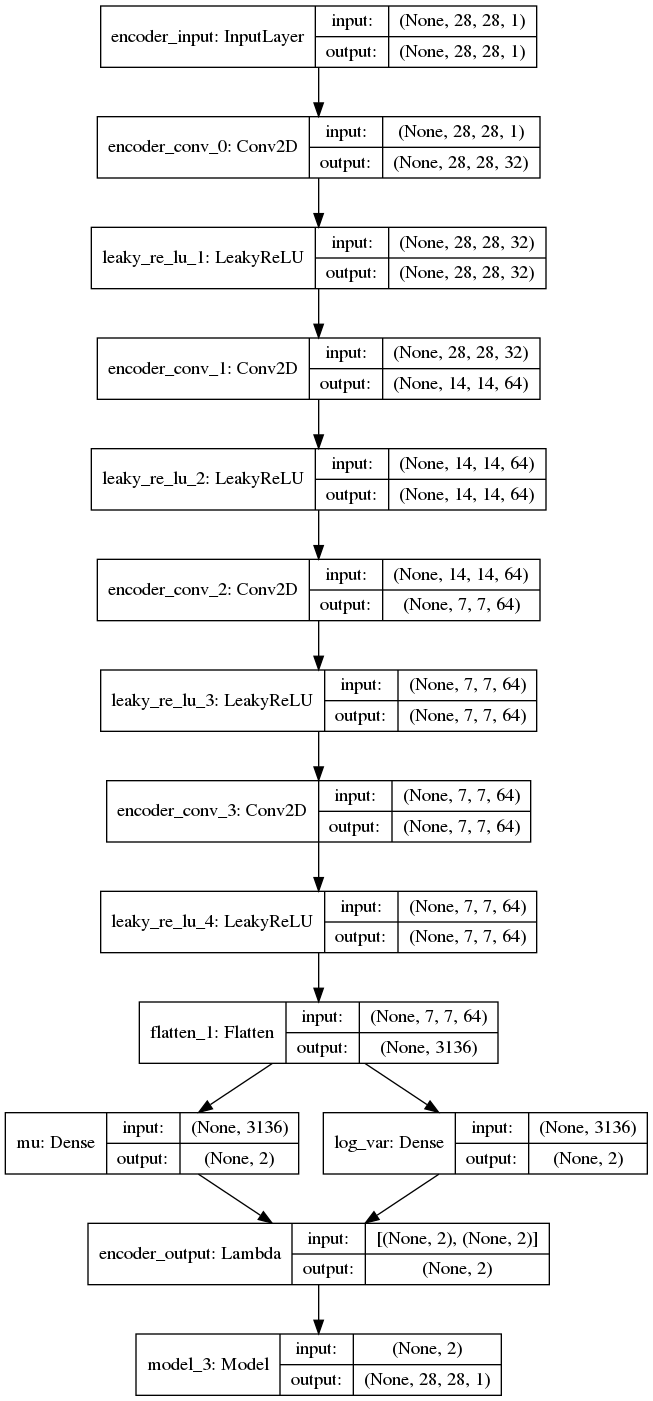 encoder_input: InputLayer
input: (None, 28, 28, 1)
output: (None, 28, 28, 1)
encoder_conv_0: Conv2D
input: (None, 28, 28, 1)
output: (None, 28, 28, 32)
leaky_re_lu_1: LeakyReLU
input: (None, 28, 28, 32)
output: (None, 28, 28, 32)
encoder_conv_1: Conv2D
input: (None, 28, 28, 32)
output: (None, 14, 14, 64)
leaky_re_lu_2: LeakyReLU
input: (None, 14, 14, 64)
output: (None, 14, 14, 64)
encoder_conv_2: Conv2D
input: (None, 14, 14, 64)
output: (None, 7, 7, 64)
leaky_re_lu_3: LeakyReLU
input: (None, 7, 7, 64)
output: (None, 7, 7, 64)
encoder_conv_3: Conv2D
input: (None, 7, 7, 64)
output: (None, 7, 7, 64)
leaky_re_lu_4: LeakyReLU
input: (None, 7, 7, 64)
output: (None, 7, 7, 64)
flatten_1: Flatten
input: (None, 7, 7, 64)
output: (None, 3136)
mu: Dense
input: (None, 3136)
output: (None, 2)
log_var: Dense
input: (None, 3136)
output: (None, 2)
encoder_output: Lambda
input: [(None, 2), (None, 2)]
output: (None, 2)
model_3: Model
input: (None, 2)
output: (None, 28, 28, 1)